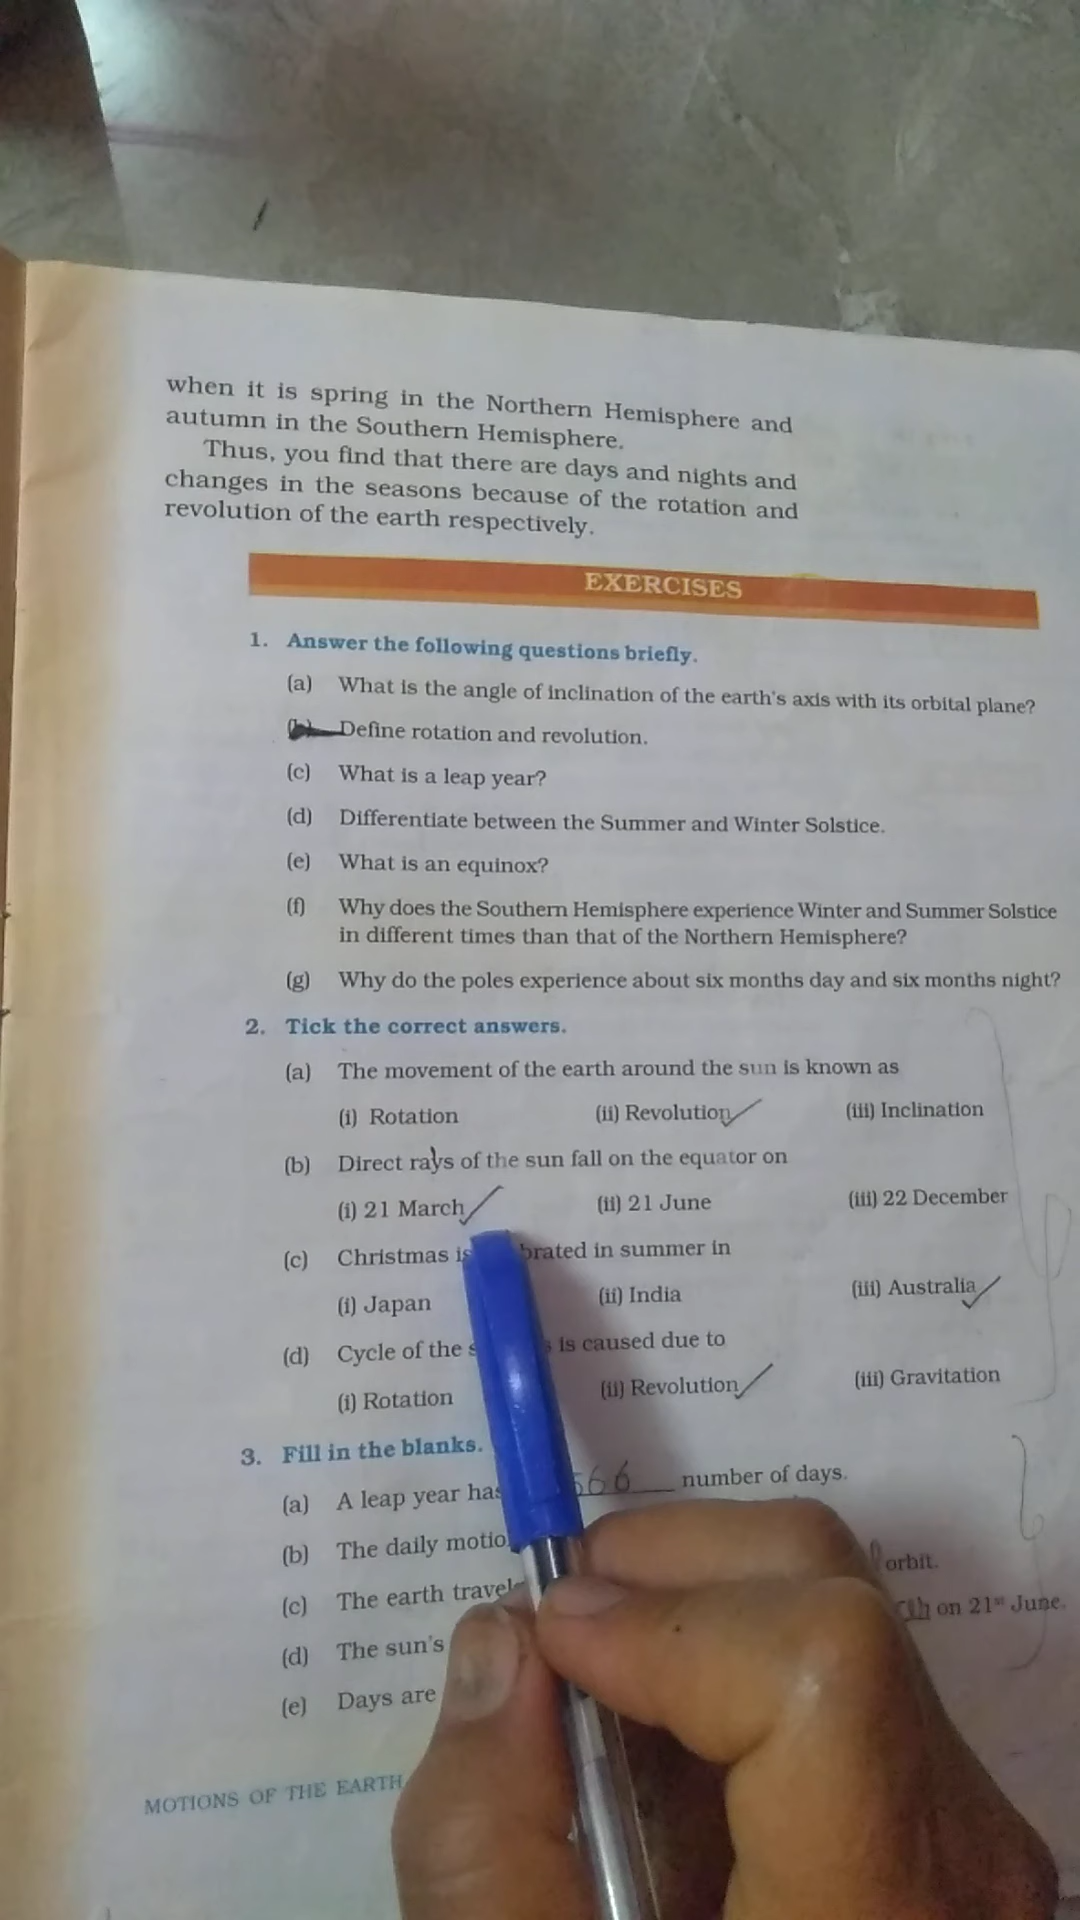 when it is spring in the Northern Hemisphere and
autumn in the Southern Hemisphere.
Thus, you find that there are days and nights and
changes in the seasons because of the rotation and
revolution of the earth respectively.
EXERCISES
1. Answer the following questions briefly.
(a) What is the angle of inclination of the earth's axis with its orbital plane?
Define rotation and revolution.
(c) What is a leap year?
(d) Differentiate between the Summer and Winter Solstice.
(e) What is an equinox?
(f) Why does the Southern Hemisphere experience Winter and Summer Solstice
in different times than that of the Northern Hemisphere?
(g) Why do the poles experience about six months day and six months night?
2. Tick the correct answers.
(a) The movement of the earth around the sun is known as
(i) Rotation (ii) Revolution (iii) Inclination
(b) Direct rays of the sun fall on the equator on
(i) 21 March (ii) 21 June (iii) 22 December
(c) Christmas in summer in
(i) Japan (ii) India (iii) Australia
(d) Cycle of the is caused due to
(i) Rotation (ii) Revolution (iii) Gravitation
3. Fill in the blanks.
(a) A leap year has number of days.
(b) The daily
(c) The earth orbit.
(d) The sun's on 21st June.
(e) Days are
MOTIONS OF THE EARTH